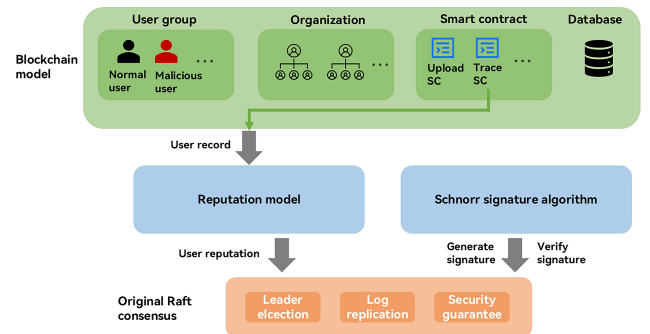 User group
Organization
Smart contract
Database
Blockchain
model
Normal
user
Malicious
user
...
...
Upload
SC
Trace
SC
...
User record
Reputation model
Schnorr signature algorithm
User reputation
Generate
signature
Verify
signature
Original Raft
consensus
Leader
elcection
Log
replication
Security
guarantee